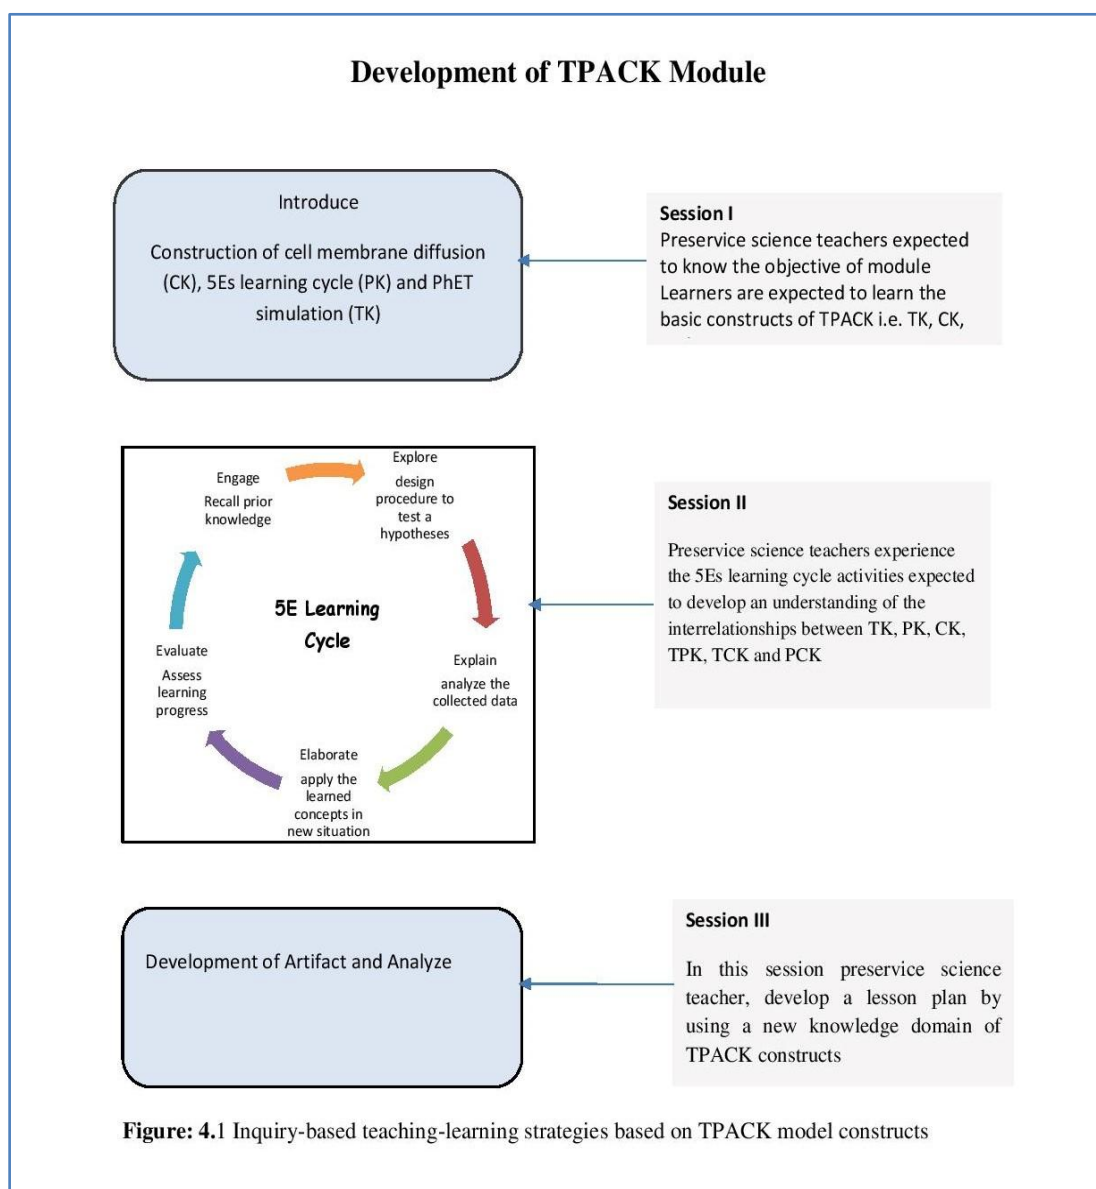 Development of TPACK Module
Introduce
Construction of cell membrane diffusion
(CK), 5Es learning cycle (PK) and PhET
simulation (TK)
Session I
Preservice science teachers expected
to know the objective of module
Learners are expected to learn the
basic constructs of TPACK i.e. TK, CK,
Engage
Recall prior
knowledge
Explore
design
procedure to
test a
hypotheses
5E Learning
Cycle
Explain
analyze the
collected data
Elaborate
apply the
learned
concepts in
new situation
Evaluate
Assess
learning
progress
Session II
Preservice science teachers experience
the 5Es learning cycle activities expected
to develop an understanding of the
interrelationships between TK, PK, CK,
TPK, TCK and PCK
Development of Artifact and Analyze
Session III
In this session preservice science
teacher, develop a lesson plan by
using a new knowledge domain of
TPACK constructs
Figure: 4.1 Inquiry-based teaching-learning strategies based on TPACK model constructs